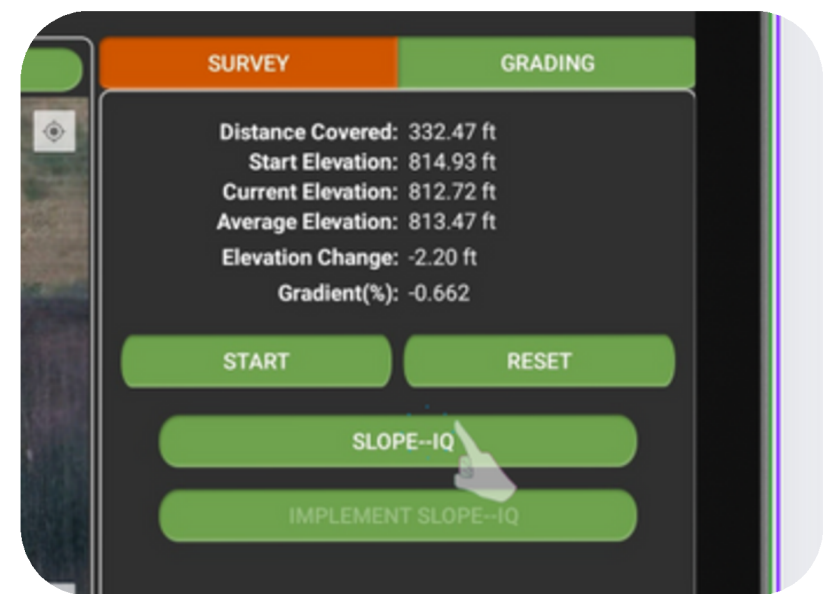 SURVEY GRADING
Distance Covered: 332.47 ft
Start Elevation: 814.93 ft
Current Elevation: 812.72 ft
Average Elevation: 813.47 ft
Elevation Change: -2.20 ft
Gradient(%): -0.662
START RESET
SLOPE--IQ
IMPLEMENT SLOPE--IQ